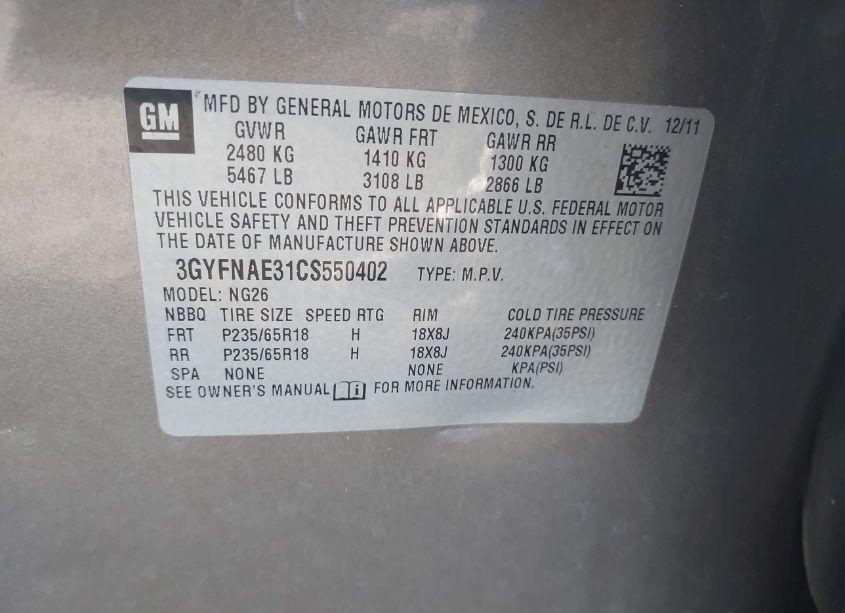 GM
MFD BY GENERAL MOTORS DE MEXICO, S. DE R.L. DE C.V. 12/11
GVWR GAWR FRT GAWR RR
2480 KG 1410 KG 1300 KG
5467 LB 3108 LB 2866 LB
THIS VEHICLE CONFORMS TO ALL APPLICABLE U.S. FEDERAL MOTOR
VEHICLE SAFETY AND THEFT PREVENTION STANDARDS IN EFFECT ON
THE DATE OF MANUFACTURE SHOWN ABOVE.
3GYFNAE31CS550402 TYPE: M.P.V.
MODEL: NG26
NBBQ TIRE SIZE SPEED RTG RIM COLD TIRE PRESSURE
FRT P235/65R18 H 18X8J 240KPA(35PSI)
RR P235/65R18 H 18X8J 240KPA(35PSI)
SPA NONE NONE KPA(PSI)
SEE OWNER'S MANUAL i FOR MORE INFORMATION.